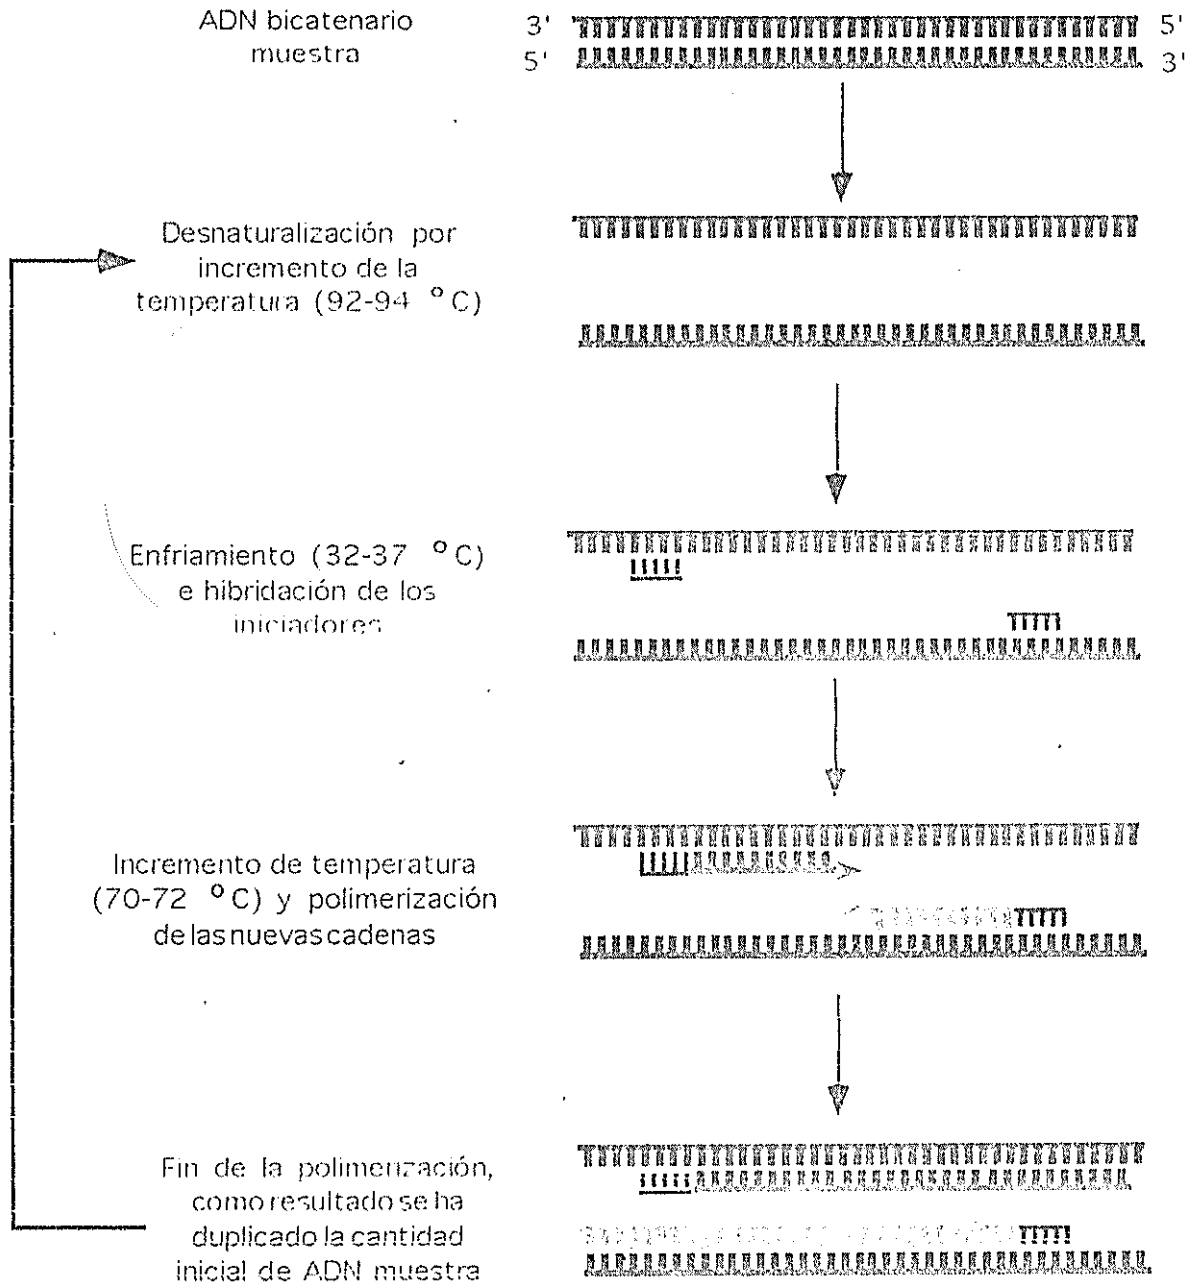 ADN bicatenario
muestra
3' 5'
5' 3'
Desnaturalización por
incremento de la
temperatura (92-94 °C)
Enfriamiento (32-37 °C)
e hibridación de los
iniciadores
Incremento de temperatura
(70-72 °C) y polimerización
de las nuevas cadenas
Fin de la polimerización,
como resultado se ha
duplicado la cantidad
inicial de ADN muestra